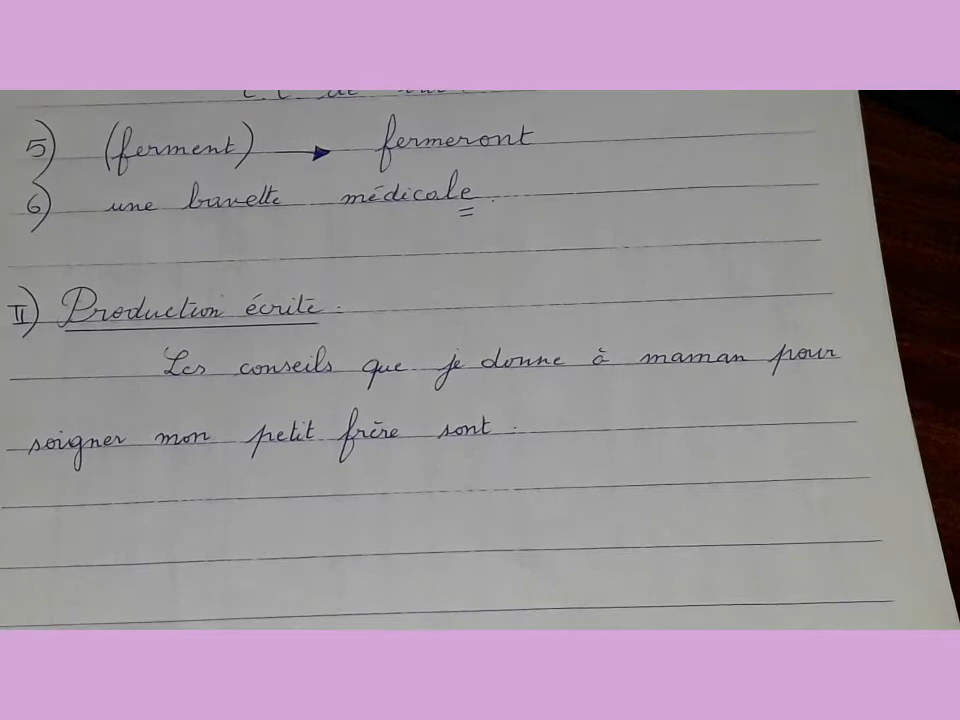 5) (ferment) → fermeront
6) une bavette médicale.
II) Production écrite :
Les conseils que je donne à maman pour
soigner mon petit frère sont :